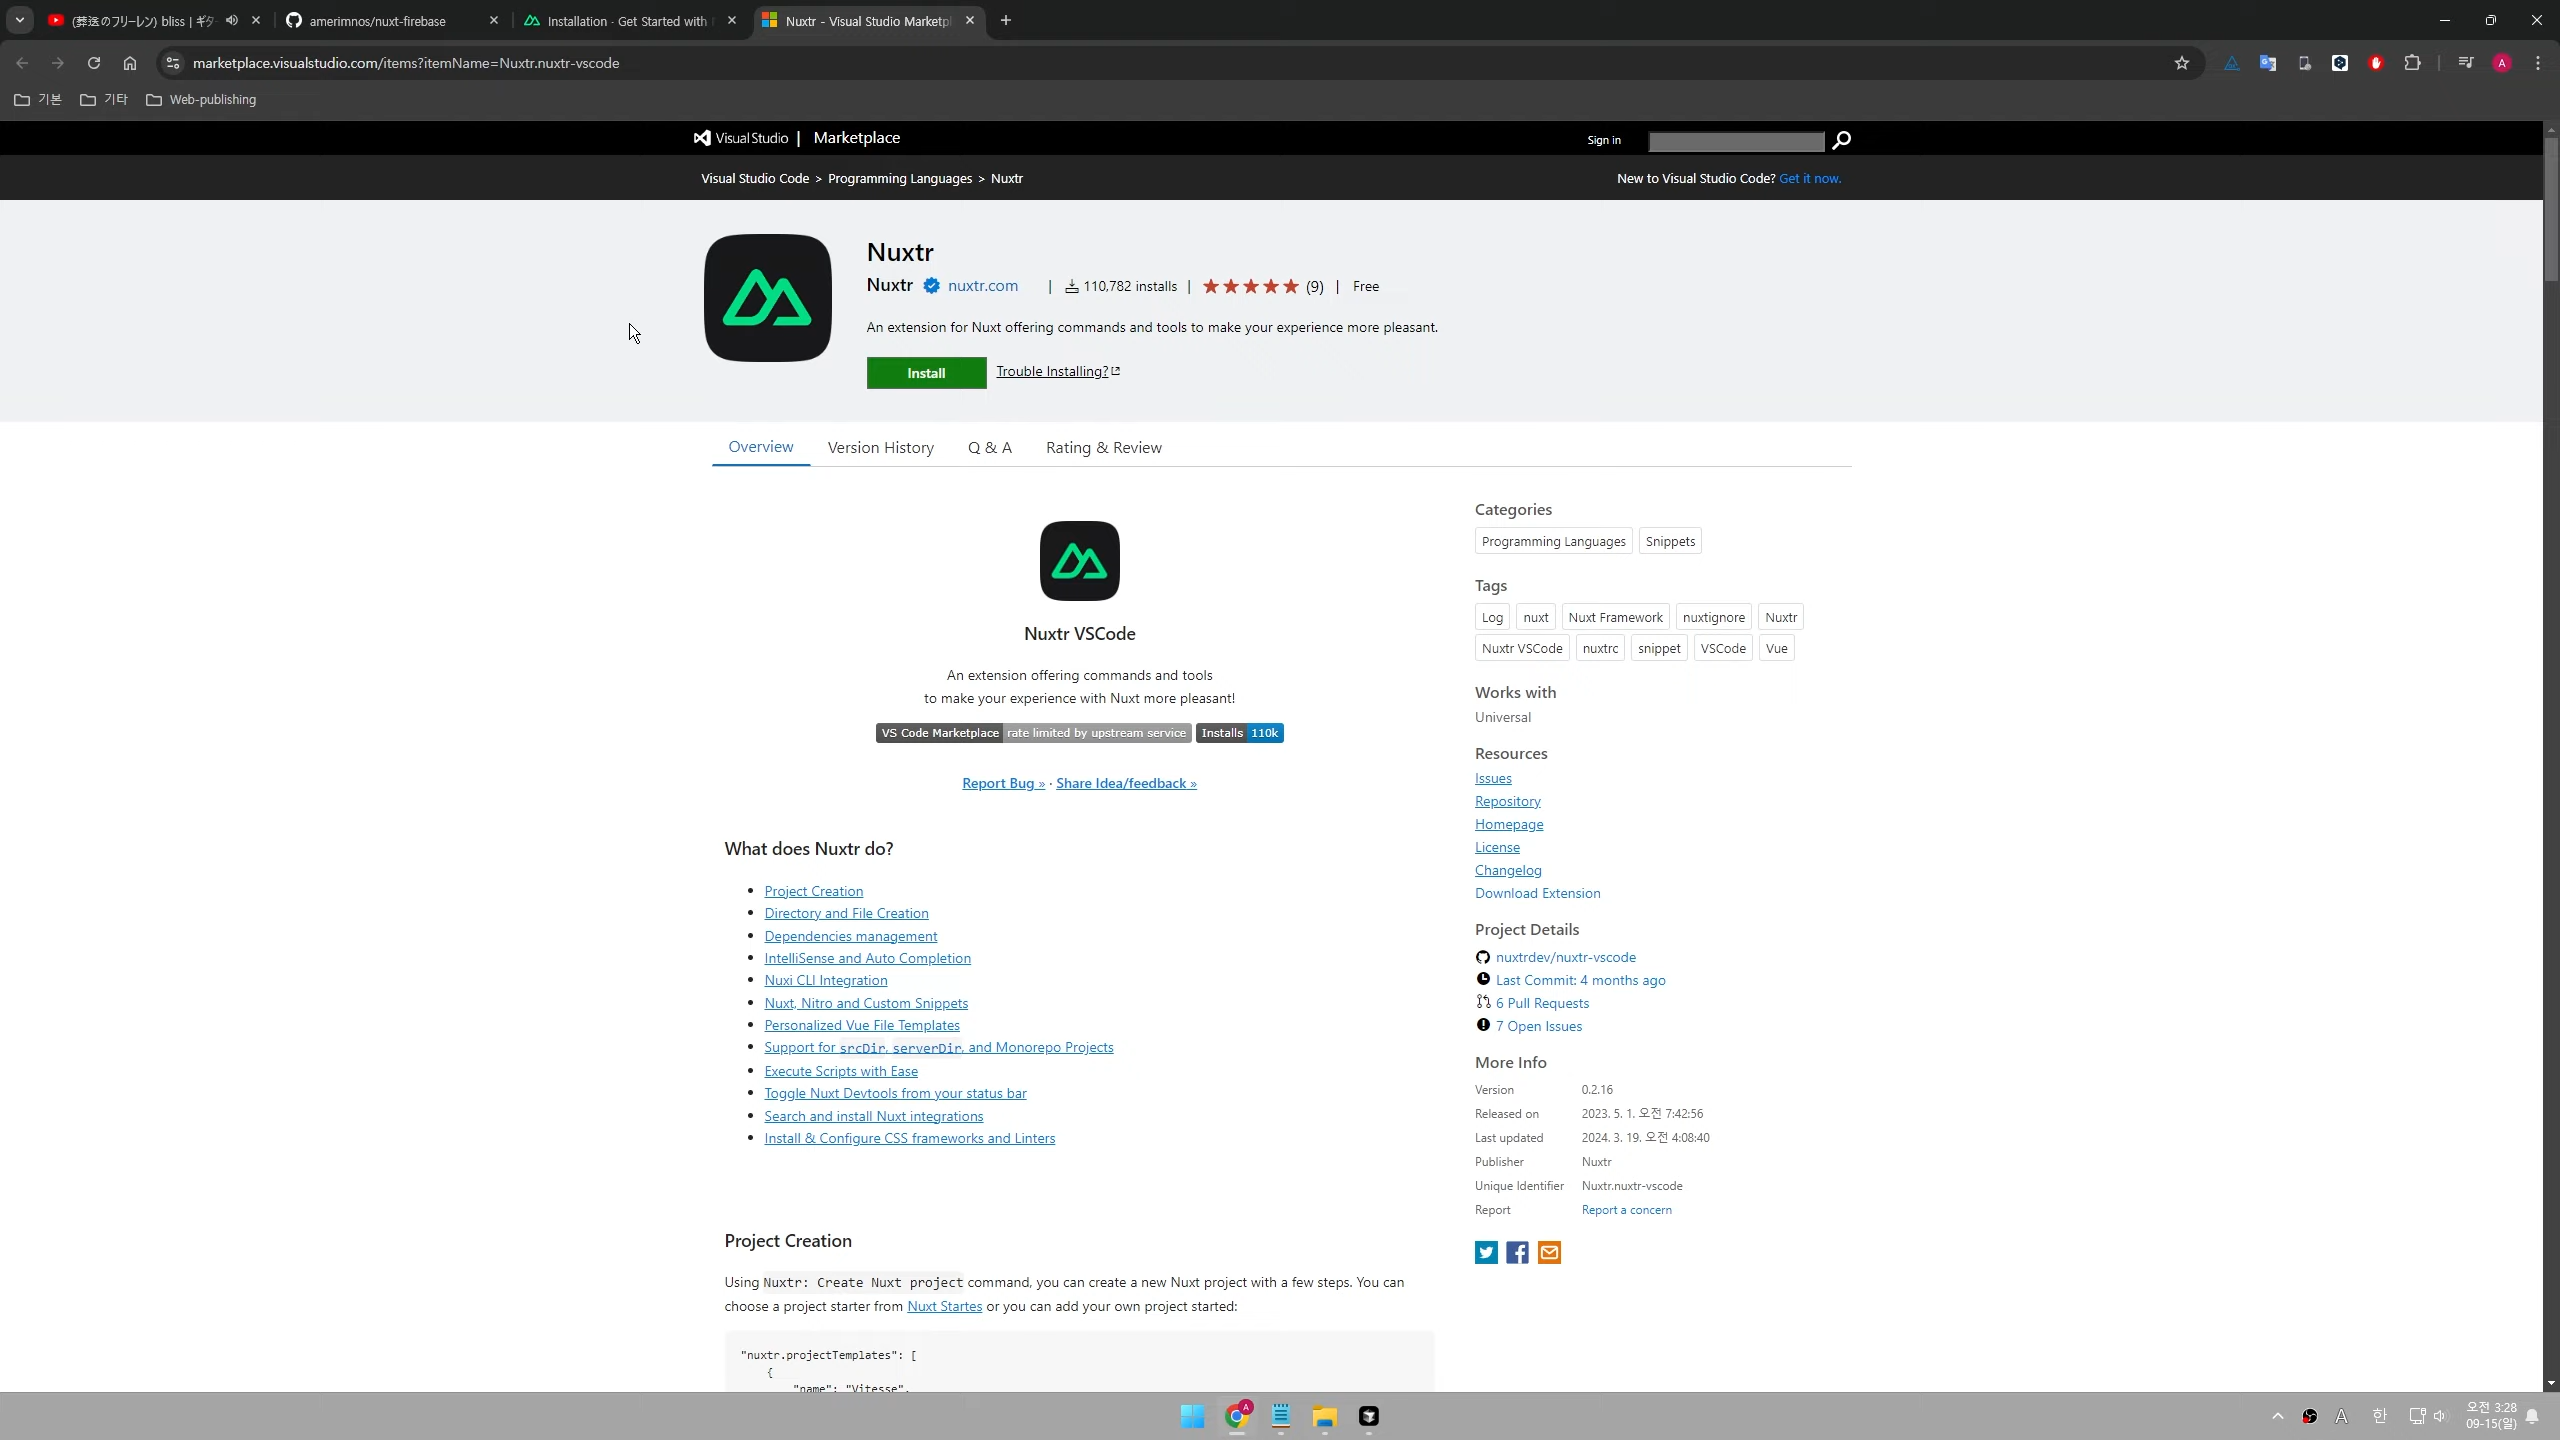 (葬送のフリーレン) bliss | ギタ
amerimnos/nuxt-firebase
Installation · Get Started with
Nuxtr - Visual Studio Marketpl
marketplace.visualstudio.com/items?itemName=Nuxtr.nuxtr-vscode
기본
기타
Web-publishing
A
Visual Studio | Marketplace
Sign in
Visual Studio Code > Programming Languages > Nuxtr
New to Visual Studio Code? Get it now.
Nuxtr
Nuxtr nuxtr.com | 110,782 installs | (9) | Free
An extension for Nuxt offering commands and tools to make your experience more pleasant.
Install
Trouble Installing?
Overview
Version History
Q & A
Rating & Review
Nuxtr VSCode
An extension offering commands and tools
to make your experience with Nuxt more pleasant!
VS Code Marketplace rate limited by upstream service
Installs 110k
Report Bug » · Share Idea/feedback »
What does Nuxtr do?
• Project Creation
• Directory and File Creation
• Dependencies management
• IntelliSense and Auto Completion
• Nuxi CLI Integration
• Nuxt, Nitro and Custom Snippets
• Personalized Vue File Templates
• Support for srcDir, serverDir, and Monorepo Projects
• Execute Scripts with Ease
• Toggle Nuxt Devtools from your status bar
• Search and install Nuxt integrations
• Install & Configure CSS frameworks and Linters
Project Creation
Using Nuxtr: Create Nuxt project command, you can create a new Nuxt project with a few steps. You can
choose a project starter from Nuxt Startes or you can add your own project started:
"nuxtr.projectTemplates": [
{
"name": "Vitesse",
Categories
Programming Languages
Snippets
Tags
Log
nuxt
Nuxt Framework
nuxtignore
Nuxtr
Nuxtr VSCode
nuxtrc
snippet
VSCode
Vue
Works with
Universal
Resources
Issues
Repository
Homepage
License
Changelog
Download Extension
Project Details
nuxtrdev/nuxtr-vscode
Last Commit: 4 months ago
6 Pull Requests
7 Open Issues
More Info
Version 0.2.16
Released on 2023. 5. 1. 오전 7:42:56
Last updated 2024. 3. 19. 오전 4:08:40
Publisher Nuxtr
Unique Identifier Nuxtr.nuxtr-vscode
Report Report a concern
A
A
한
오전 3:28
09-15(일)